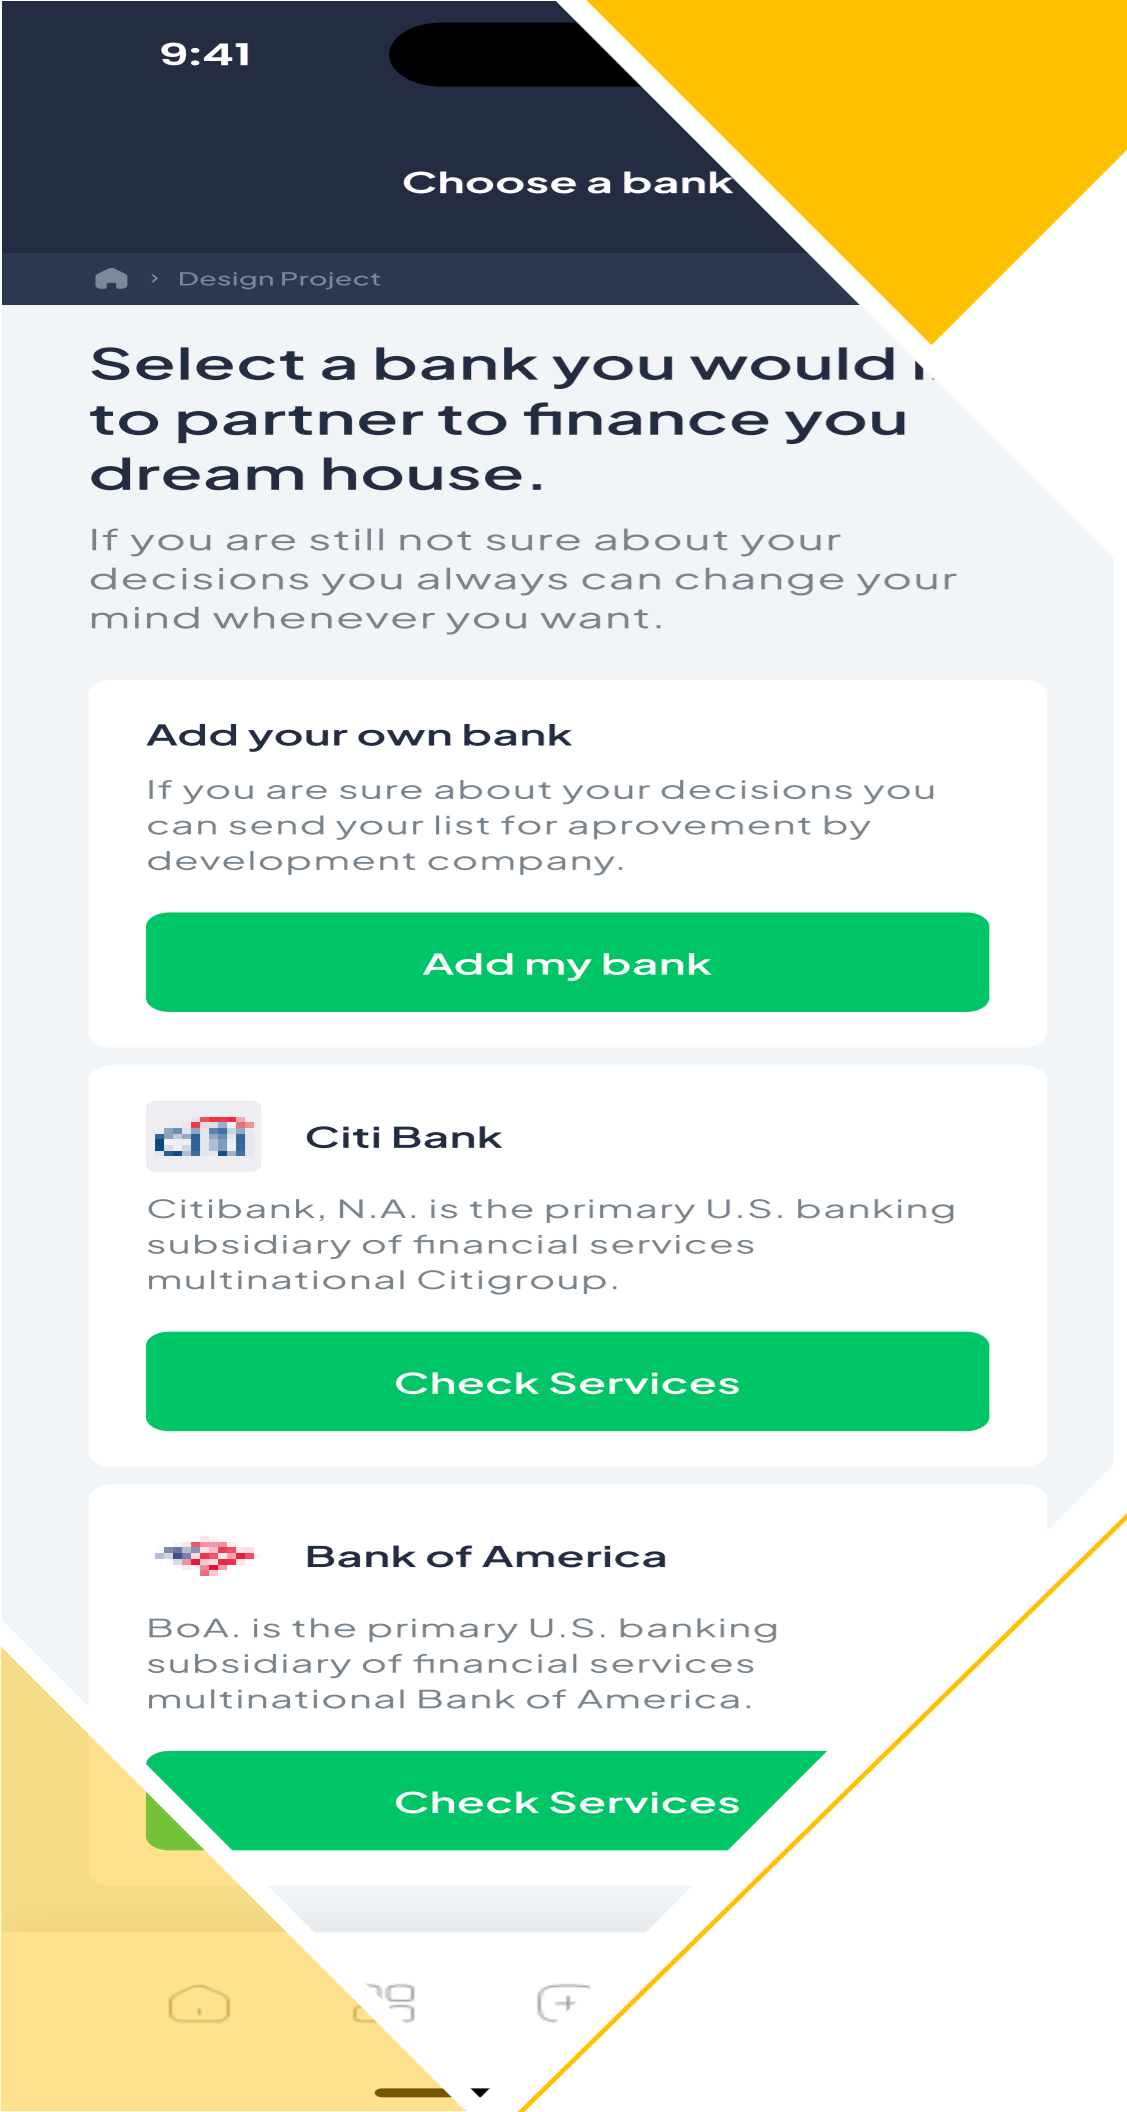 9:41
Choose a bank
Design Project
Select a bank you would
to partner to finance you
dream house.
If you are still not sure about your
decisions you always can change your
mind whenever you want.
Add your own bank
If you are sure about your decisions you
can send your list for aprovement by
development company.
Add my bank
citi
Citi Bank
Citibank, N.A. is the primary U.S. banking
subsidiary of financial services
multinational Citigroup.
Check Services
Bank of America
BoA. is the primary U.S. banking
subsidiary of financial services
multinational Bank of America.
Check Services